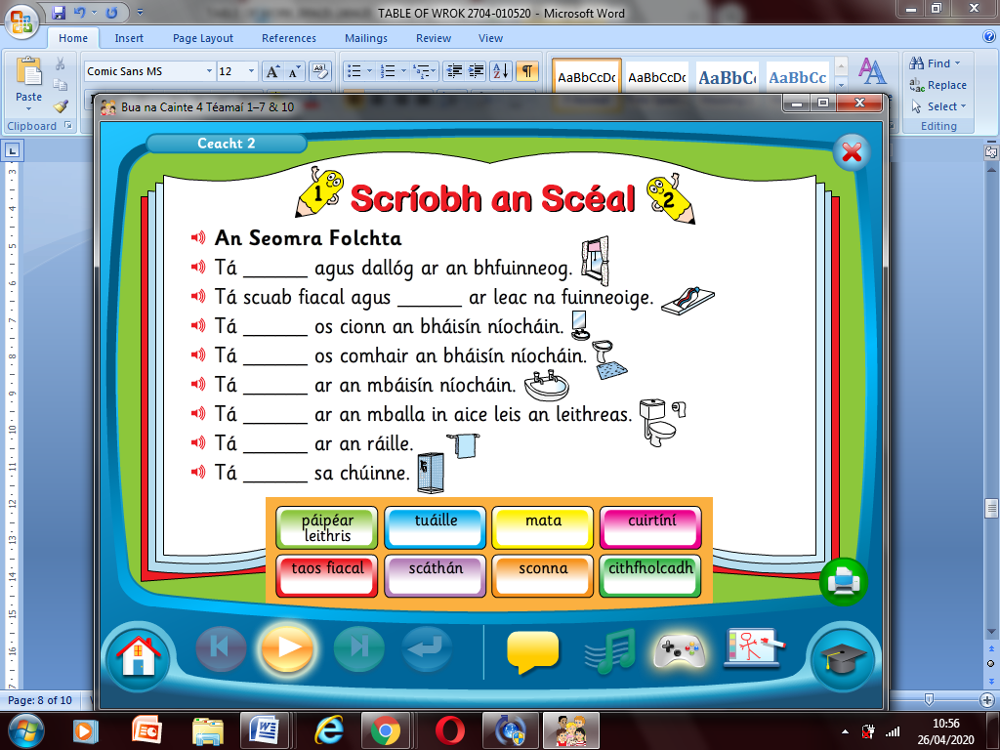 TABLE OF WROK 2704-010520 - Microsoft Word
Home Insert Page Layout References Mailings Review View
Comic Sans MS 12
AaBbCcDc AaBbCcDc AaBbC AaBbCc
Paste
Find
Replace
Select
Clipboard
Editing
Bua na Cainte 4 Téamaí 1–7 & 10
Ceacht 2
1 Scríobh an Scéal 2
An Seomra Folchta
Tá ______ agus dallóg ar an bhfuinneog.
Tá scuab fiacal agus ______ ar leac na fuinneoige.
Tá ______ os cionn an bháisín níocháin.
Tá ______ os comhair an bháisín níocháin.
Tá ______ ar an mbáisín níocháin.
Tá ______ ar an mballa in aice leis an leithreas.
Tá ______ ar an ráille.
Tá ______ sa chúinne.
páipéar leithris
tuáille
mata
cuirtíní
taos fiacal
scáthán
sconna
cithfholcadh
Page: 8 of 10
10:56
26/04/2020